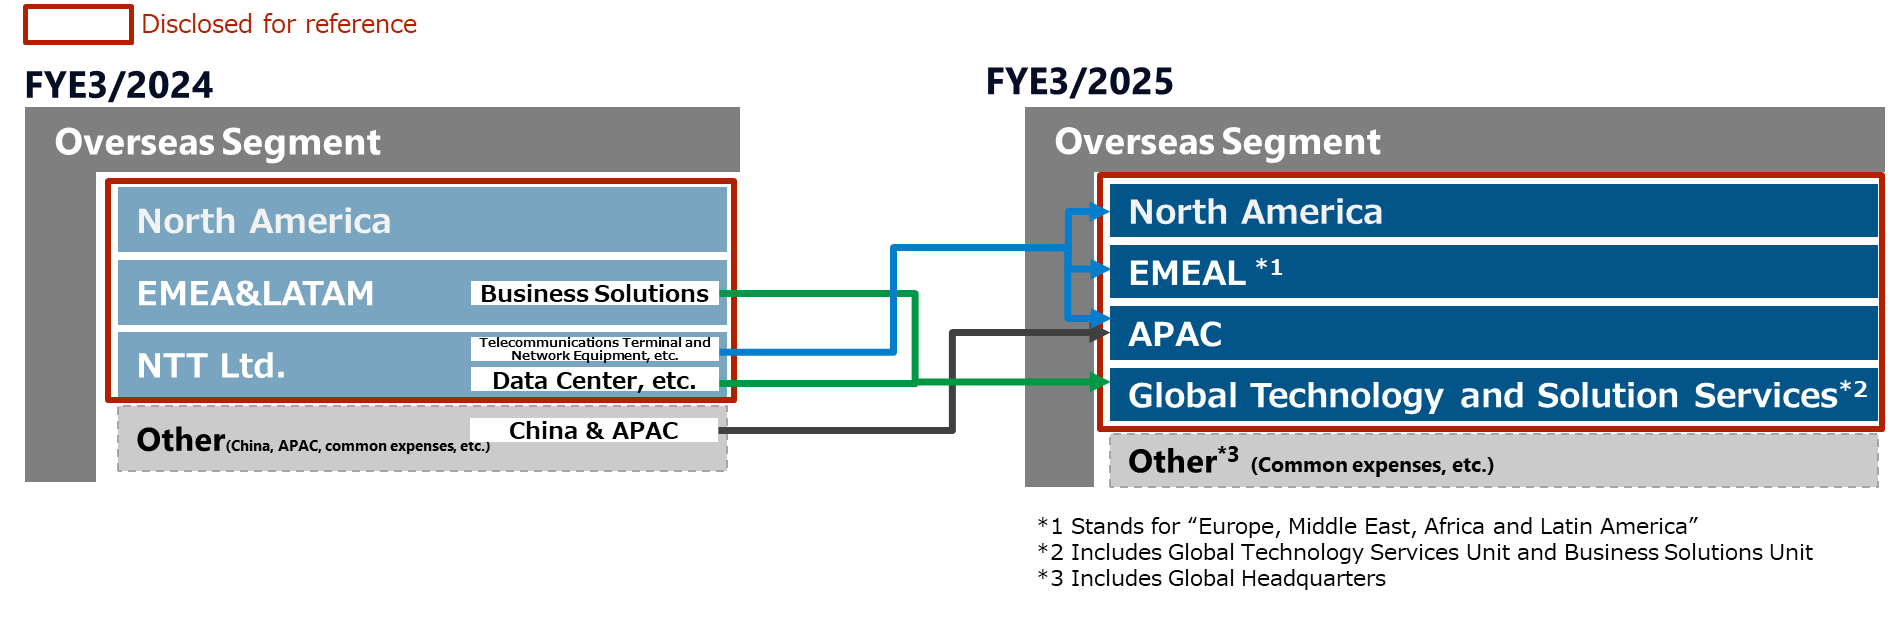 Disclosed for reference
FYE3/2024
Overseas Segment
North America
EMEA&LATAM
Business Solutions
NTT Ltd.
Telecommunications Terminal and
Network Equipment, etc.
Data Center, etc.
Other(China, APAC, common expenses, etc.)
China & APAC
FYE3/2025
Overseas Segment
North America
EMEAL *1
APAC
Global Technology and Solution Services*2
Other*3 (Common expenses, etc.)
*1 Stands for “Europe, Middle East, Africa and Latin America”
*2 Includes Global Technology Services Unit and Business Solutions Unit
*3 Includes Global Headquarters